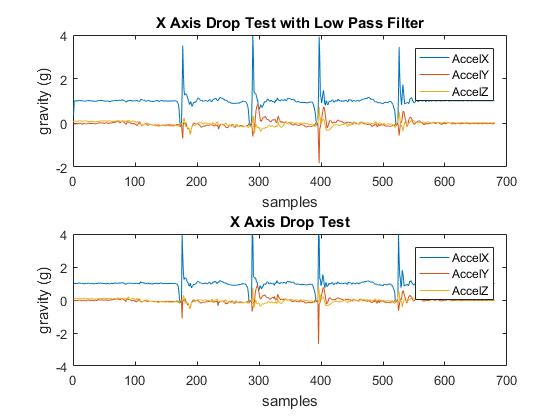 X Axis Drop Test with Low Pass Filter
4
2
0
-2
gravity (g)
AccelX
AccelY
AccelZ
0 100 200 300 400 500 600 700
samples
X Axis Drop Test
4
2
0
-2
-4
gravity (g)
AccelX
AccelY
AccelZ
0 100 200 300 400 500 600 700
samples